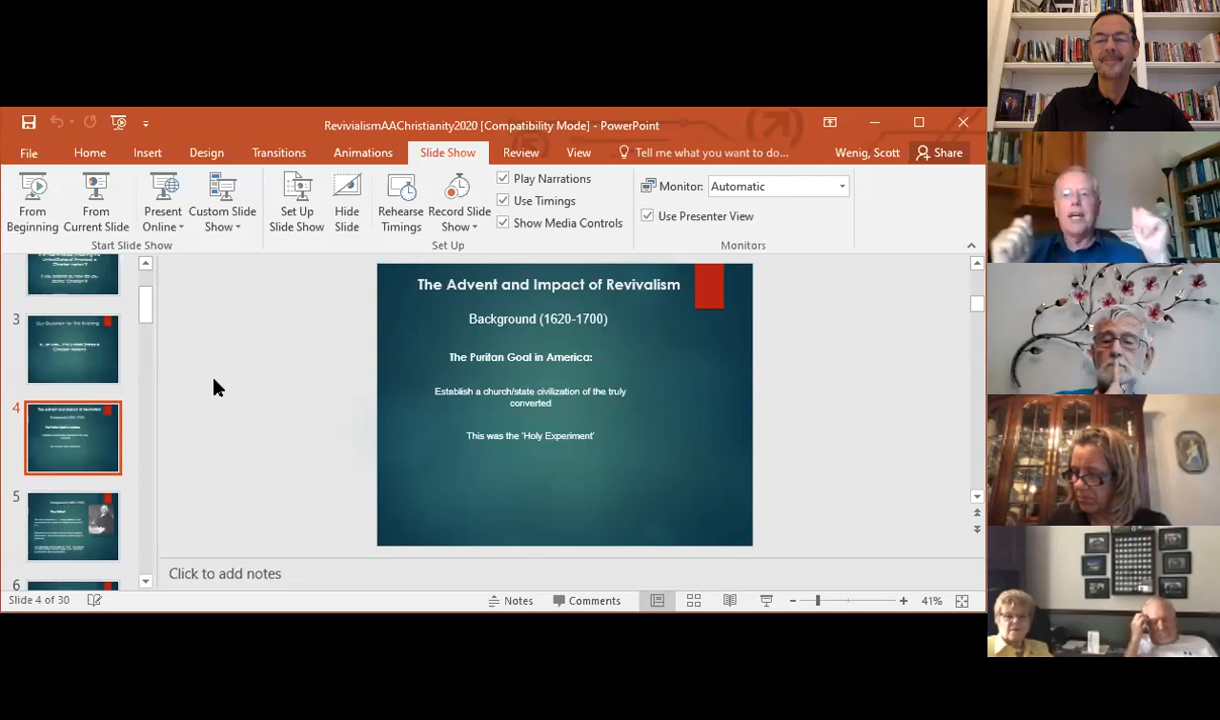 RevivialismAAChristianity2020 [Compatibility Mode] - PowerPoint
File Home Insert Design Transitions Animations Slide Show Review View Tell me what you want to do... Wenig, Scott Share
From Beginning
From Current Slide
Present Online
Custom Slide Show
Start Slide Show
Set Up Slide Show
Hide Slide
Rehearse Timings
Record Slide Show
Play Narrations
Use Timings
Show Media Controls
Set Up
Monitor: Automatic
Use Presenter View
Monitors
3
4
5
6
The Advent and Impact of Revivalism
Background (1620-1700)
The Puritan Goal in America:
Establish a church/state civilization of the truly
converted
This was the 'Holy Experiment'
Click to add notes
Slide 4 of 30 Notes Comments 41%